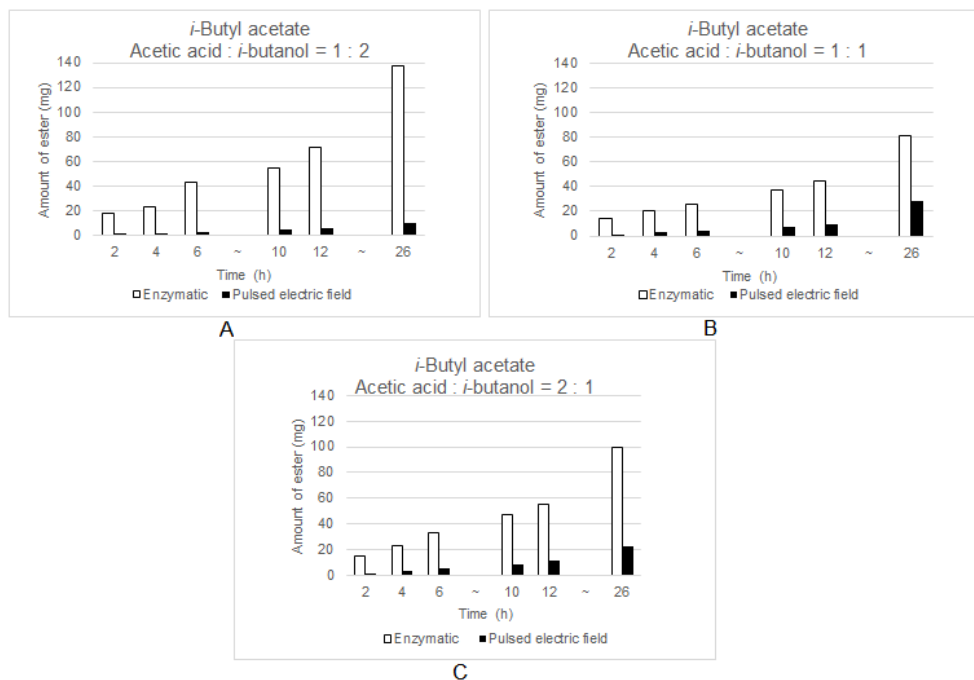 i-Butyl acetate
Acetic acid : i-butanol = 1 : 2
Amount of ester (mg)
140
120
100
80
60
40
20
0
2 4 6 ~ 10 12 ~ 26
Time (h)
Enzymatic Pulsed electric field
A
i-Butyl acetate
Acetic acid : i-butanol = 1 : 1
Amount of ester (mg)
140
120
100
80
60
40
20
0
2 4 6 ~ 10 12 ~ 26
Time (h)
Enzymatic Pulsed electric field
B
i-Butyl acetate
Acetic acid : i-butanol = 2 : 1
Amount of ester (mg)
140
120
100
80
60
40
20
0
2 4 6 ~ 10 12 ~ 26
Time (h)
Enzymatic Pulsed electric field
C